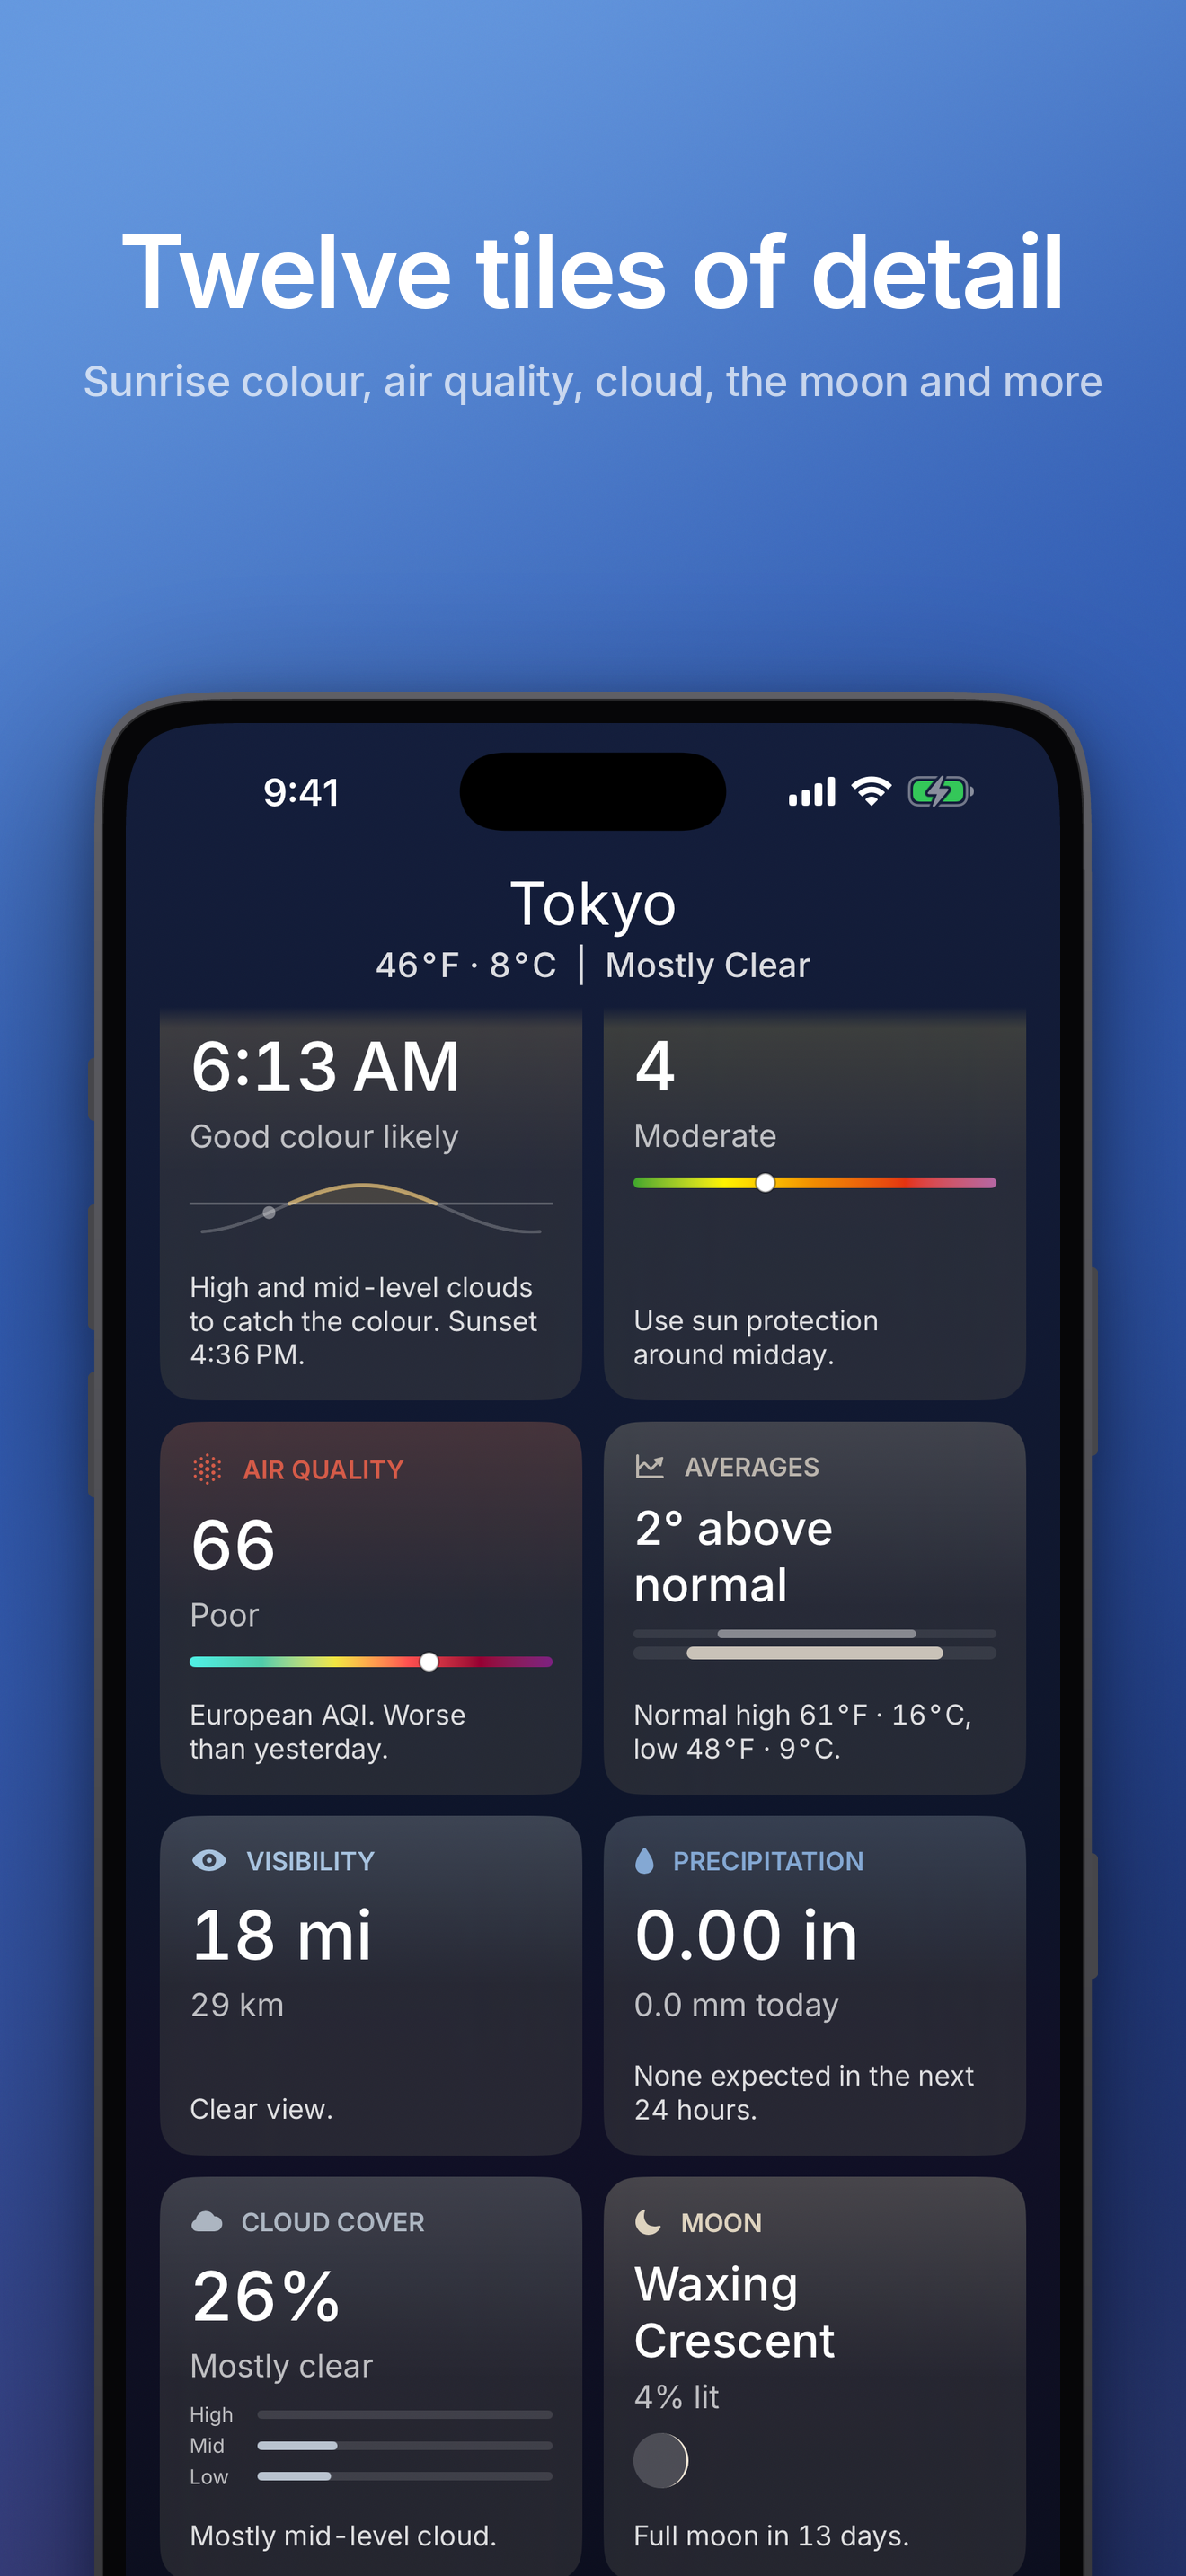 Twelve tiles of detail
Sunrise colour, air quality, cloud, the moon and more
9:41
Tokyo
46°F · 8°C | Mostly Clear
6:13 AM
Good colour likely
High and mid-level clouds
to catch the colour. Sunset
4:36 PM.
4
Moderate
Use sun protection
around midday.
AIR QUALITY
66
Poor
European AQI. Worse
than yesterday.
AVERAGES
2° above
normal
Normal high 61°F · 16°C,
low 48°F · 9°C.
VISIBILITY
18 mi
29 km
Clear view.
PRECIPITATION
0.00 in
0.0 mm today
None expected in the next
24 hours.
CLOUD COVER
26%
Mostly clear
High
Mid
Low
Mostly mid-level cloud.
MOON
Waxing
Crescent
4% lit
Full moon in 13 days.